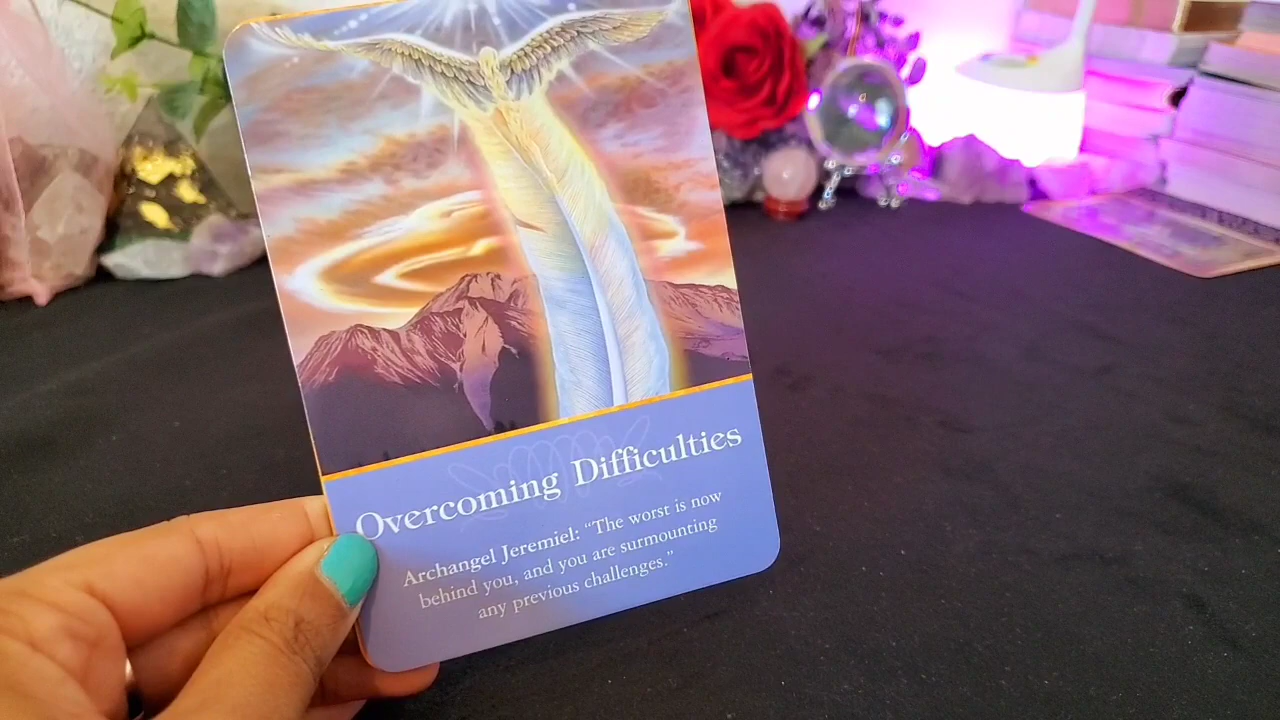 Overcoming Difficulties
Archangel Jeremiel: “The worst is now
behind you, and you are surmounting
any previous challenges.”